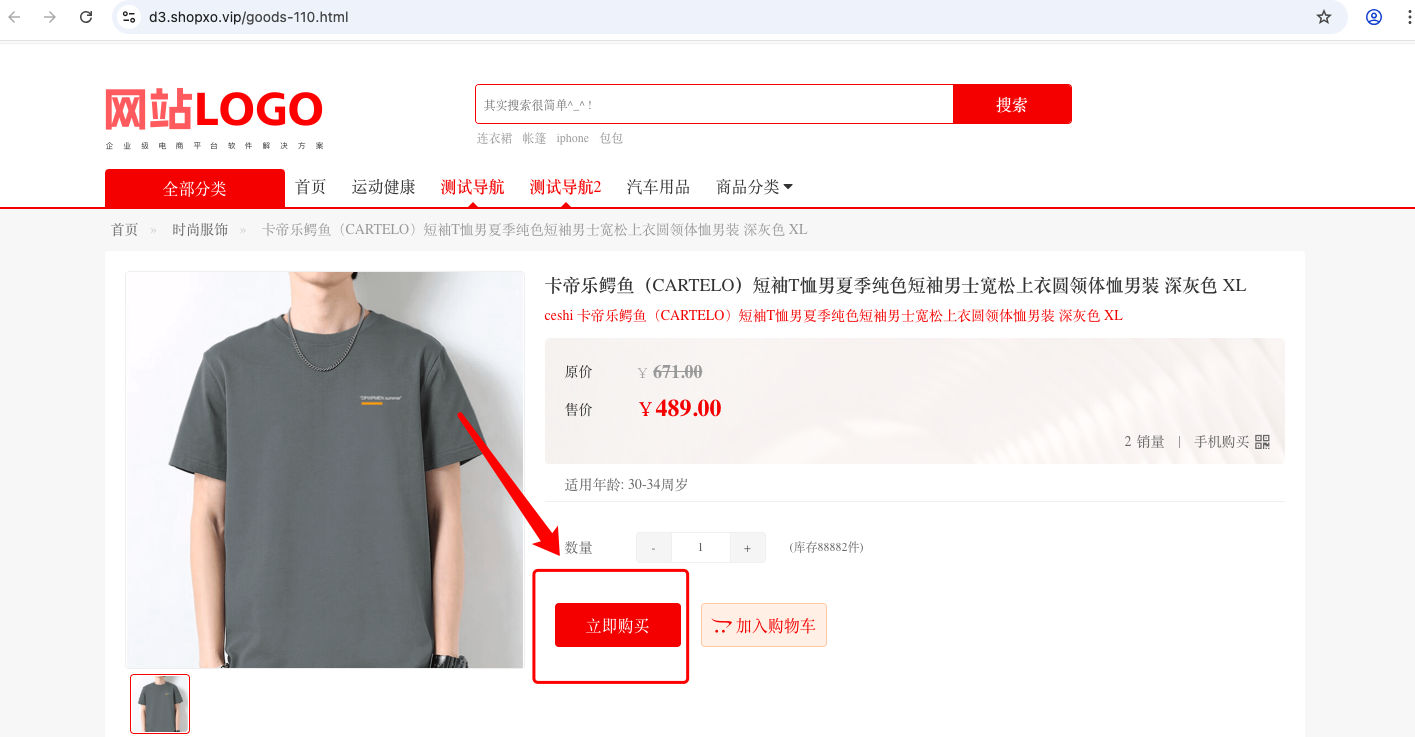 d3.shopxo.vip/goods-110.html
网站LOGO
企业级电商平台软件解决方案
其实搜索很简单^_^ !
搜索
连衣裙 帐篷 iphone 包包
全部分类 首页 运动健康 测试导航 测试导航2 汽车用品 商品分类
首页 » 时尚服饰 » 卡帝乐鳄鱼（CARTELO）短袖T恤男夏季纯色短袖男士宽松上衣圆领体恤男装 深灰色 XL
卡帝乐鳄鱼（CARTELO）短袖T恤男夏季纯色短袖男士宽松上衣圆领体恤男装 深灰色 XL
ceshi 卡帝乐鳄鱼（CARTELO）短袖T恤男夏季纯色短袖男士宽松上衣圆领体恤男装 深灰色 XL
原价 ￥671.00
售价 ￥489.00
2 销量 | 手机购买
适用年龄: 30-34周岁
数量 - 1 + (库存88882件)
立即购买 加入购物车